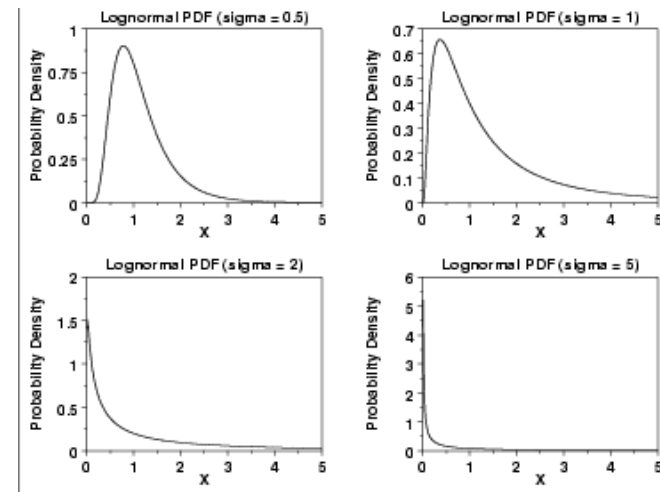 Lognormal PDF (sigma = 0.5)
1
0.75
0.5
0.25
0
Probability Density
0 1 2 3 4 5
X
Lognormal PDF (sigma = 1)
0.7
0.6
0.5
0.4
0.3
0.2
0.1
0
Probability Density
0 1 2 3 4 5
X
Lognormal PDF (sigma = 2)
2
1.5
1
0.5
0
Probability Density
0 1 2 3 4 5
X
Lognormal PDF (sigma = 5)
6
5
4
3
2
1
0
Probability Density
0 1 2 3 4 5
X